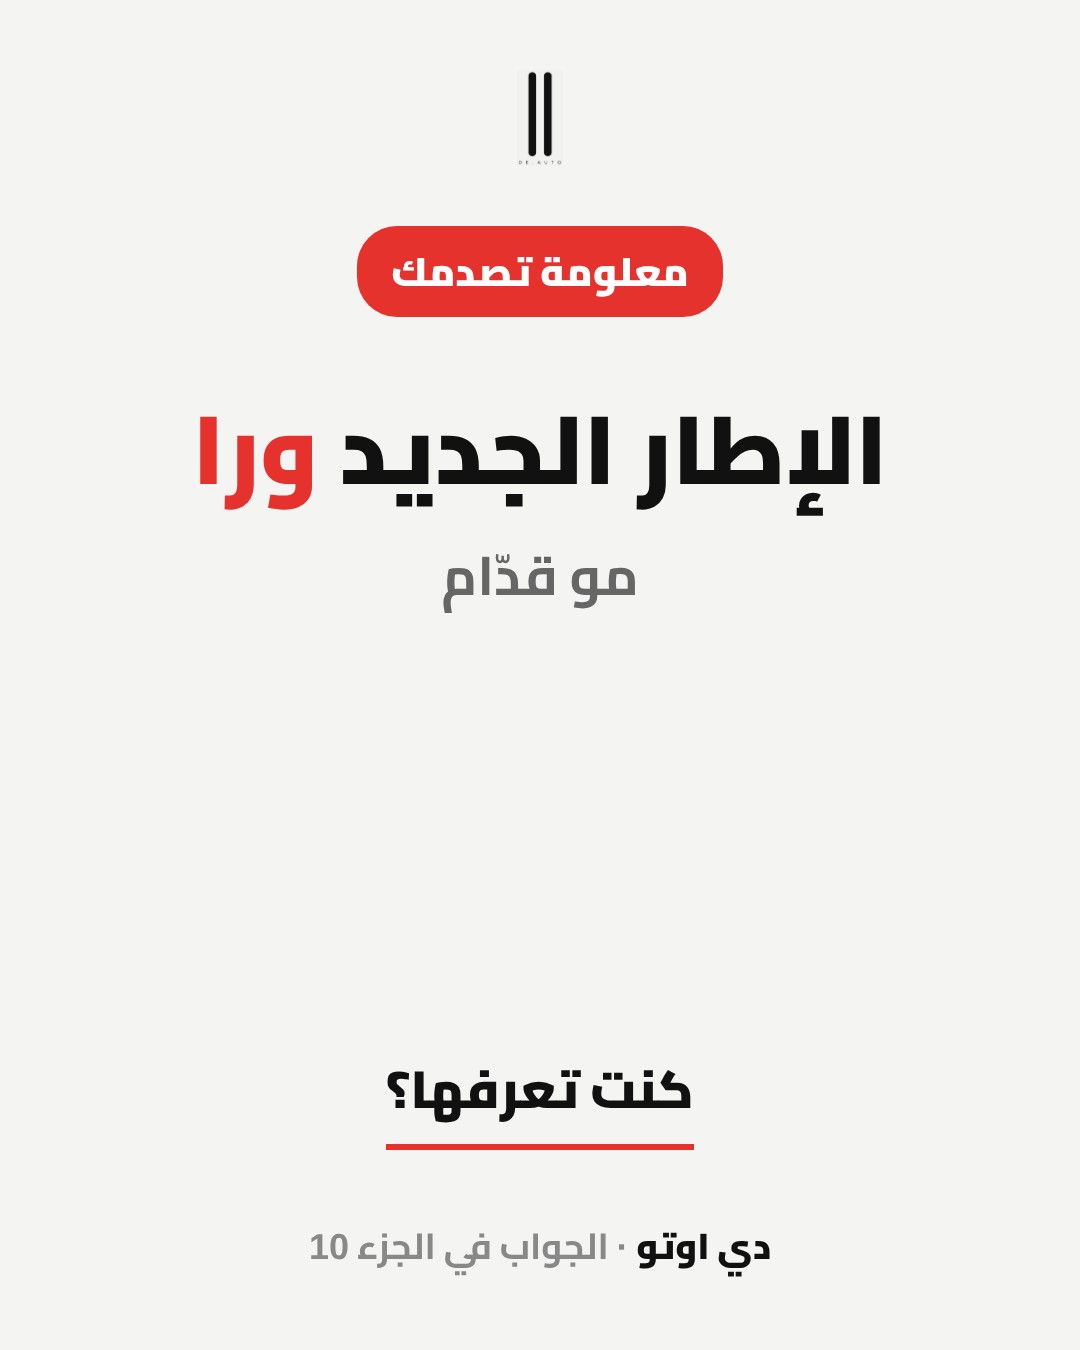 DE.AUTO
معلومة تصدمك
الإطار الجديد ورا
مو قدّام
كنت تعرفها؟
دي اوتو · الجواب في الجزء 10